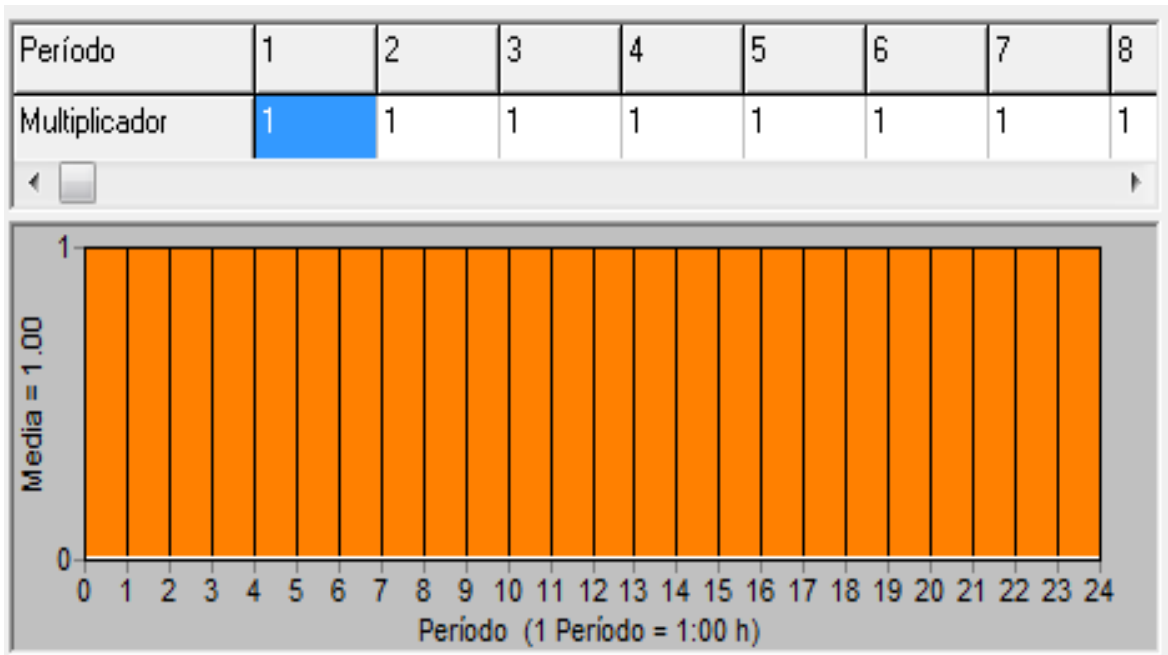 Período 1 2 3 4 5 6 7 8
Multiplicador 1 1 1 1 1 1 1 1
1
Media = 1.00
0
0 1 2 3 4 5 6 7 8 9 10 11 12 13 14 15 16 17 18 19 20 21 22 23 24
Período (1 Período = 1:00 h)